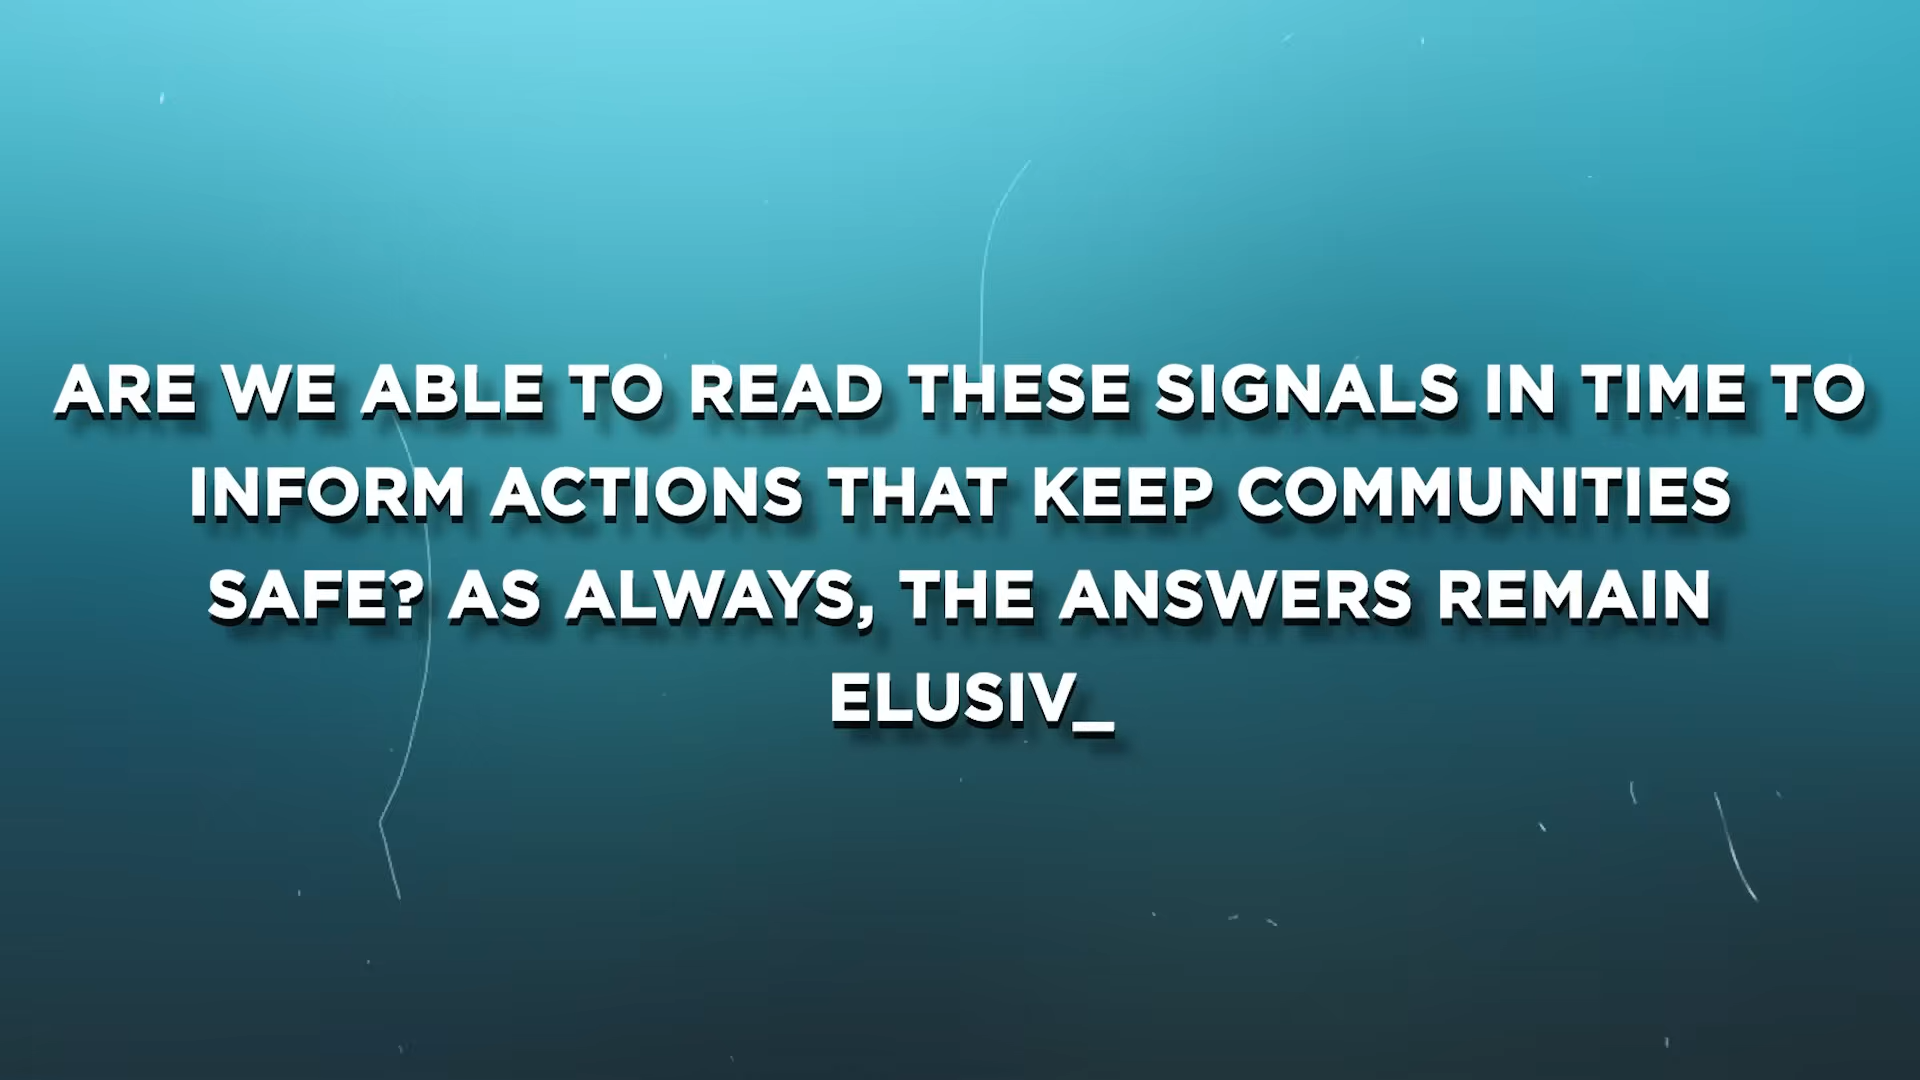 ARE WE ABLE TO READ THESE SIGNALS IN TIME TO
INFORM ACTIONS THAT KEEP COMMUNITIES
SAFE? AS ALWAYS, THE ANSWERS REMAIN
ELUSIV_